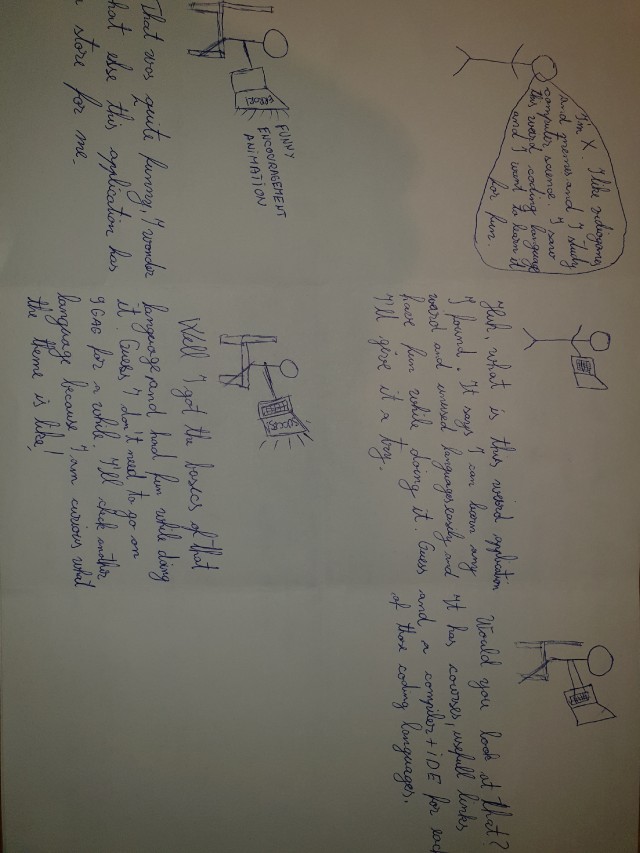 I'm X. I like videogames
and memes and I study
computer science. I saw
this weird coding language
and I want to learn it
for fun.
Huh, what is this weird application
I found. It says I can learn any
weird and unused languages easily and
have fun while doing it. Guess
I'll give it a try.
Would you look at that?
It has courses, usefull links
and a compiler+iDE for each
of those coding languages.
ERROR!
FUNNY
ENCOURAGEMENT
ANIMATION
That was quite funny, I wonder
hat else this application has
store for me.
Well I got the basics of that
language, and had fun while doing
it. Guess I don't need to go on
9GAG for a while. I'll check another
language because I am curious what
the theme is like!